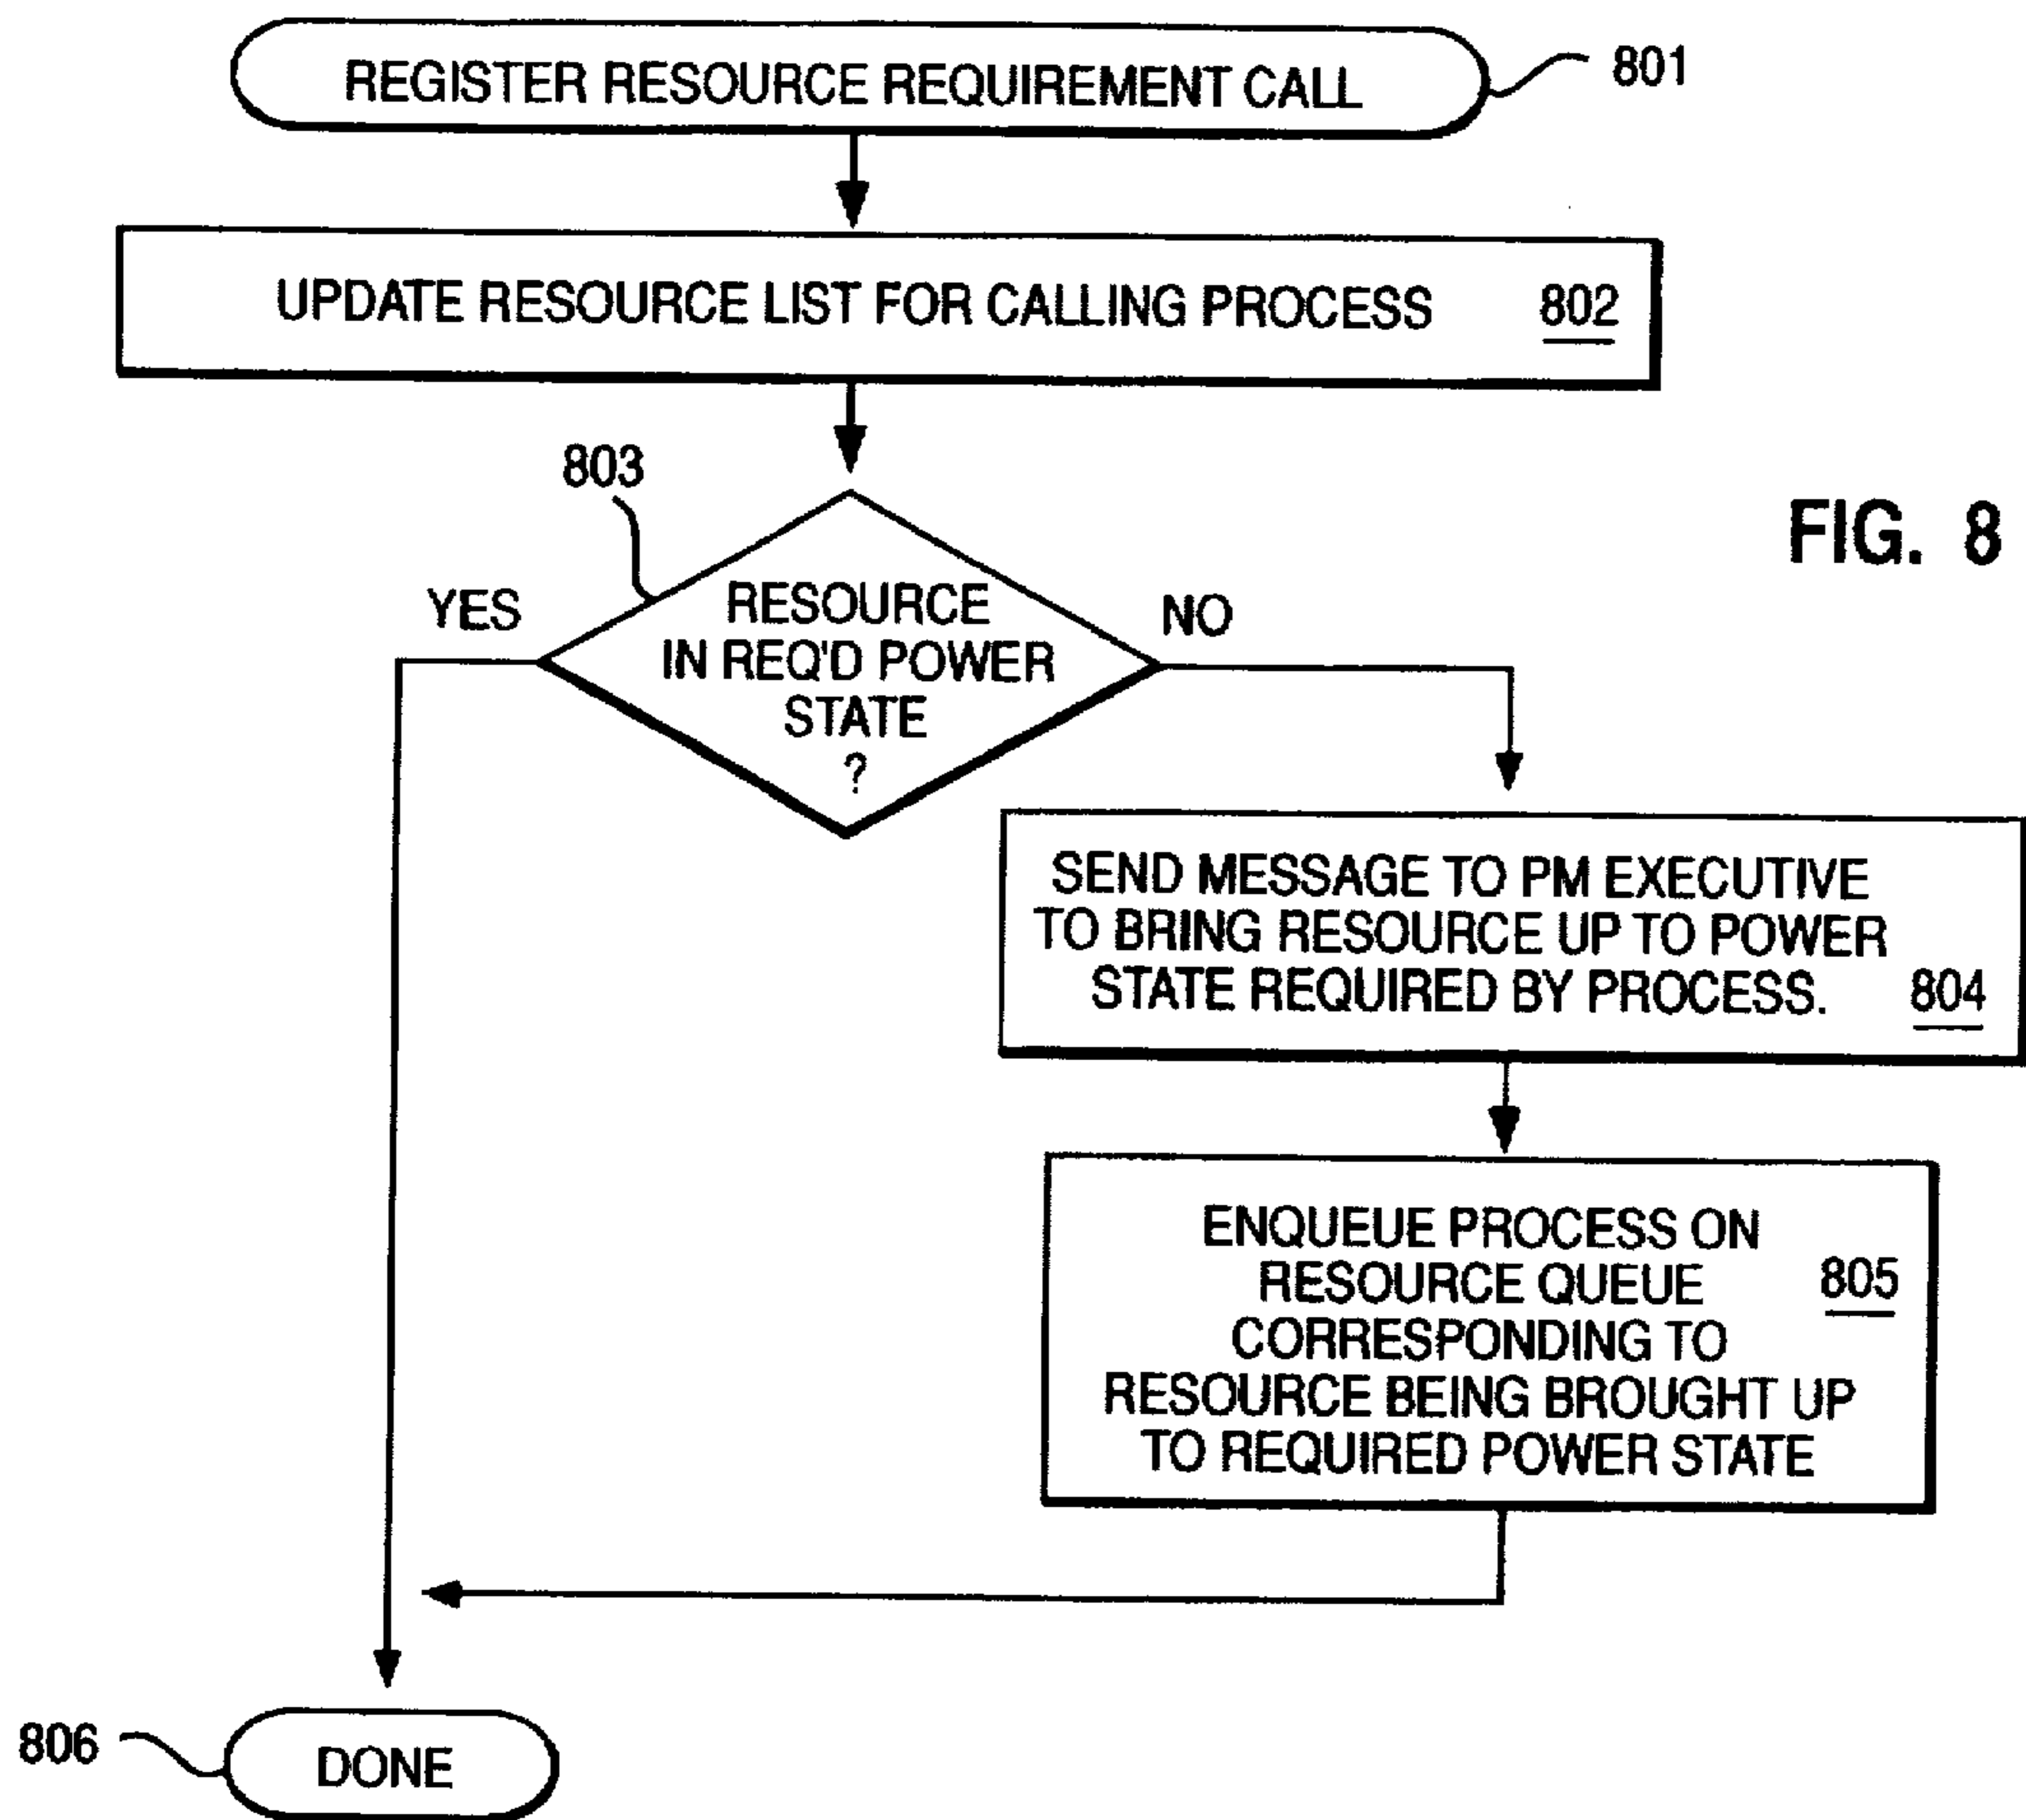 REGISTER RESOURCE REQUIREMENT CALL
801
UPDATE RESOURCE LIST FOR CALLING PROCESS 802
803
FIG. 8
YES
RESOURCE
IN REQ'D POWER
STATE
?
NO
SEND MESSAGE TO PM EXECUTIVE
TO BRING RESOURCE UP TO POWER
STATE REQUIRED BY PROCESS. 804
ENQUEUE PROCESS ON
RESOURCE QUEUE 805
CORRESPONDING TO
RESOURCE BEING BROUGHT UP
TO REQUIRED POWER STATE
806
DONE